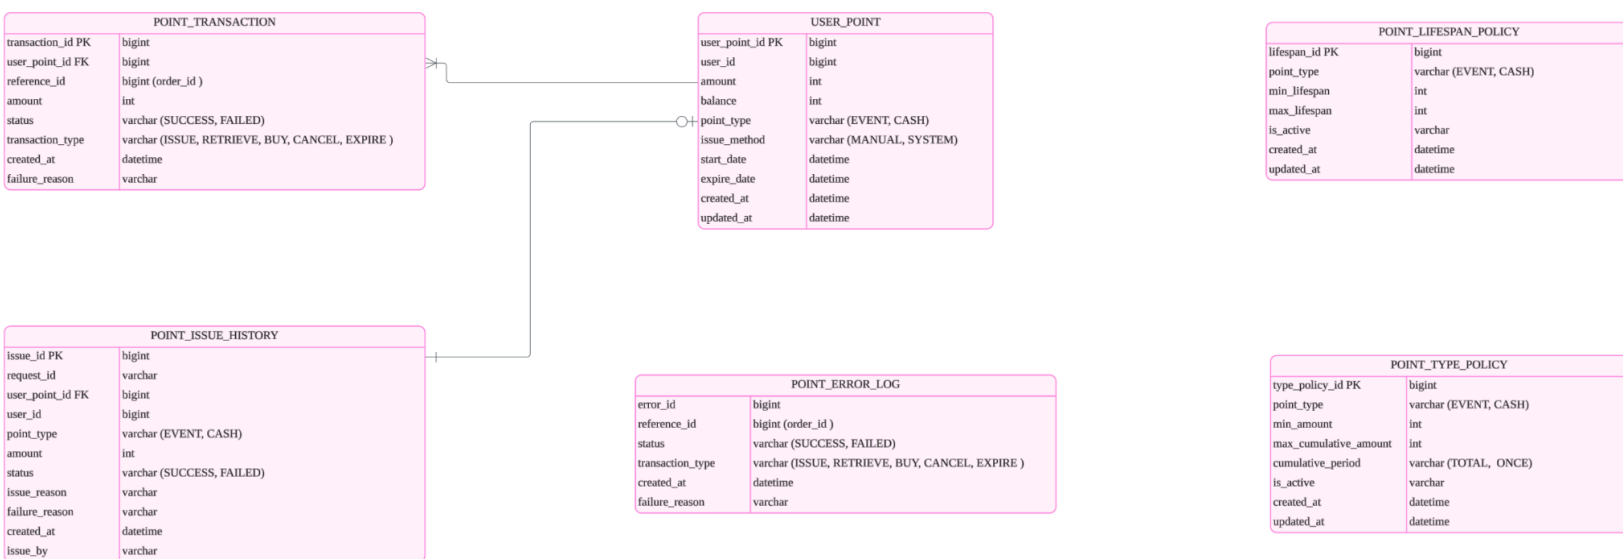 POINT_TRANSACTION
transaction_id PK bigint
user_point_id FK bigint
reference_id bigint (order_id )
amount int
status varchar (SUCCESS, FAILED)
transaction_type varchar (ISSUE, RETRIEVE, BUY, CANCEL, EXPIRE )
created_at datetime
failure_reason varchar
USER_POINT
user_point_id PK bigint
user_id bigint
amount int
balance int
point_type varchar (EVENT, CASH)
issue_method varchar (MANUAL, SYSTEM)
start_date datetime
expire_date datetime
created_at datetime
updated_at datetime
POINT_LIFESPAN_POLICY
lifespan_id PK bigint
point_type varchar (EVENT, CASH)
min_lifespan int
max_lifespan int
is_active varchar
created_at datetime
updated_at datetime
POINT_ISSUE_HISTORY
issue_id PK bigint
request_id varchar
user_point_id FK bigint
user_id bigint
point_type varchar (EVENT, CASH)
amount int
status varchar (SUCCESS, FAILED)
issue_reason varchar
failure_reason varchar
created_at datetime
issue_by varchar
POINT_ERROR_LOG
error_id bigint
reference_id bigint (order_id )
status varchar (SUCCESS, FAILED)
transaction_type varchar (ISSUE, RETRIEVE, BUY, CANCEL, EXPIRE )
created_at datetime
failure_reason varchar
POINT_TYPE_POLICY
type_policy_id PK bigint
point_type varchar (EVENT, CASH)
min_amount int
max_cumulative_amount int
cumulative_period varchar (TOTAL, ONCE)
is_active varchar
created_at datetime
updated_at datetime